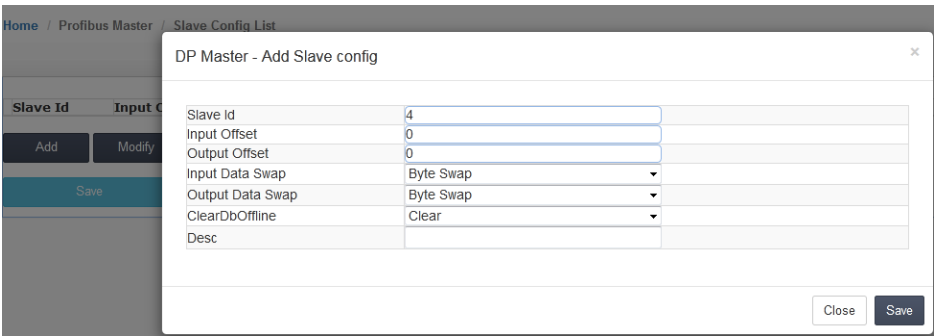 Home / Profibus Master / Slave Config List
DP Master - Add Slave config
×
Slave Id Input O
Add Modify
Save
Slave Id 4
Input Offset 0
Output Offset 0
Input Data Swap Byte Swap
Output Data Swap Byte Swap
ClearDbOffline Clear
Desc
Close Save